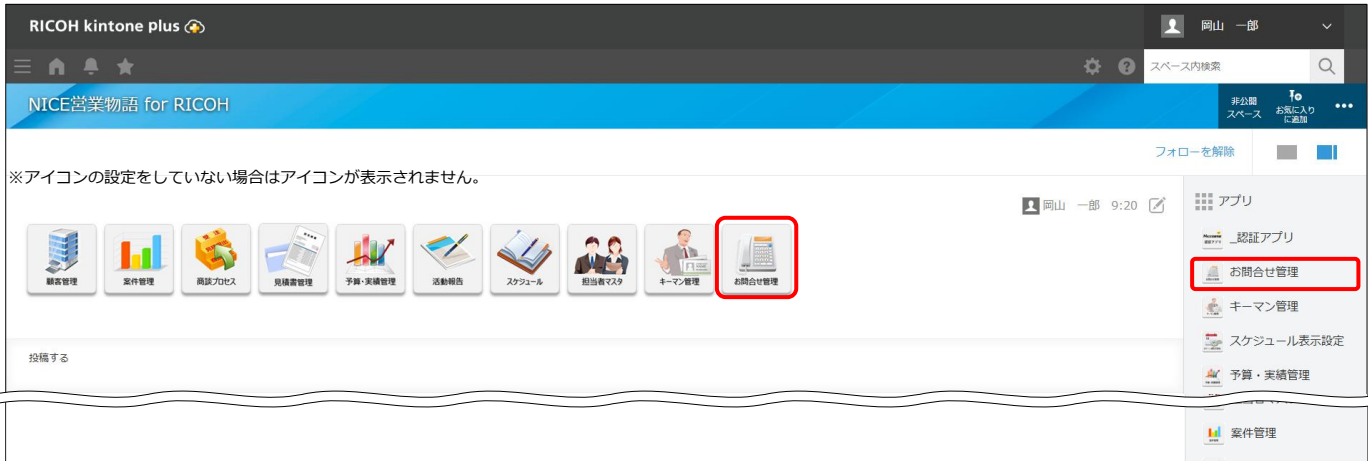 RICOH kintone plus
岡山 一郎
スペース内検索
NICE営業物語 for RICOH
非公開
スペース
お気に入り
に追加
フォローを解除
※アイコンの設定をしていない場合はアイコンが表示されません。
岡山 一郎 9:20
アプリ
顧客管理
案件管理
商談プロセス
見積書管理
予算・実績管理
活動報告
スケジュール
担当者マスタ
キーマン管理
お問合せ管理
_認証アプリ
お問合せ管理
キーマン管理
スケジュール表示設定
予算・実績管理
投稿する
案件管理